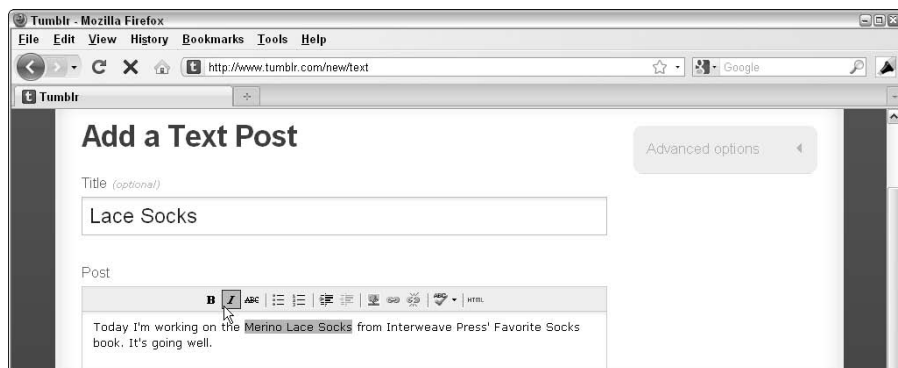 Tumblr - Mozilla Firefox
File Edit View History Bookmarks Tools Help
http://www.tumblr.com/new/text
Google
Tumblr
Add a Text Post
Advanced options
Title (optional)
Lace Socks
Post
B I ABC ABC HTML
Today I'm working on the Merino Lace Socks from Interweave Press' Favorite Socks
book. It's going well.